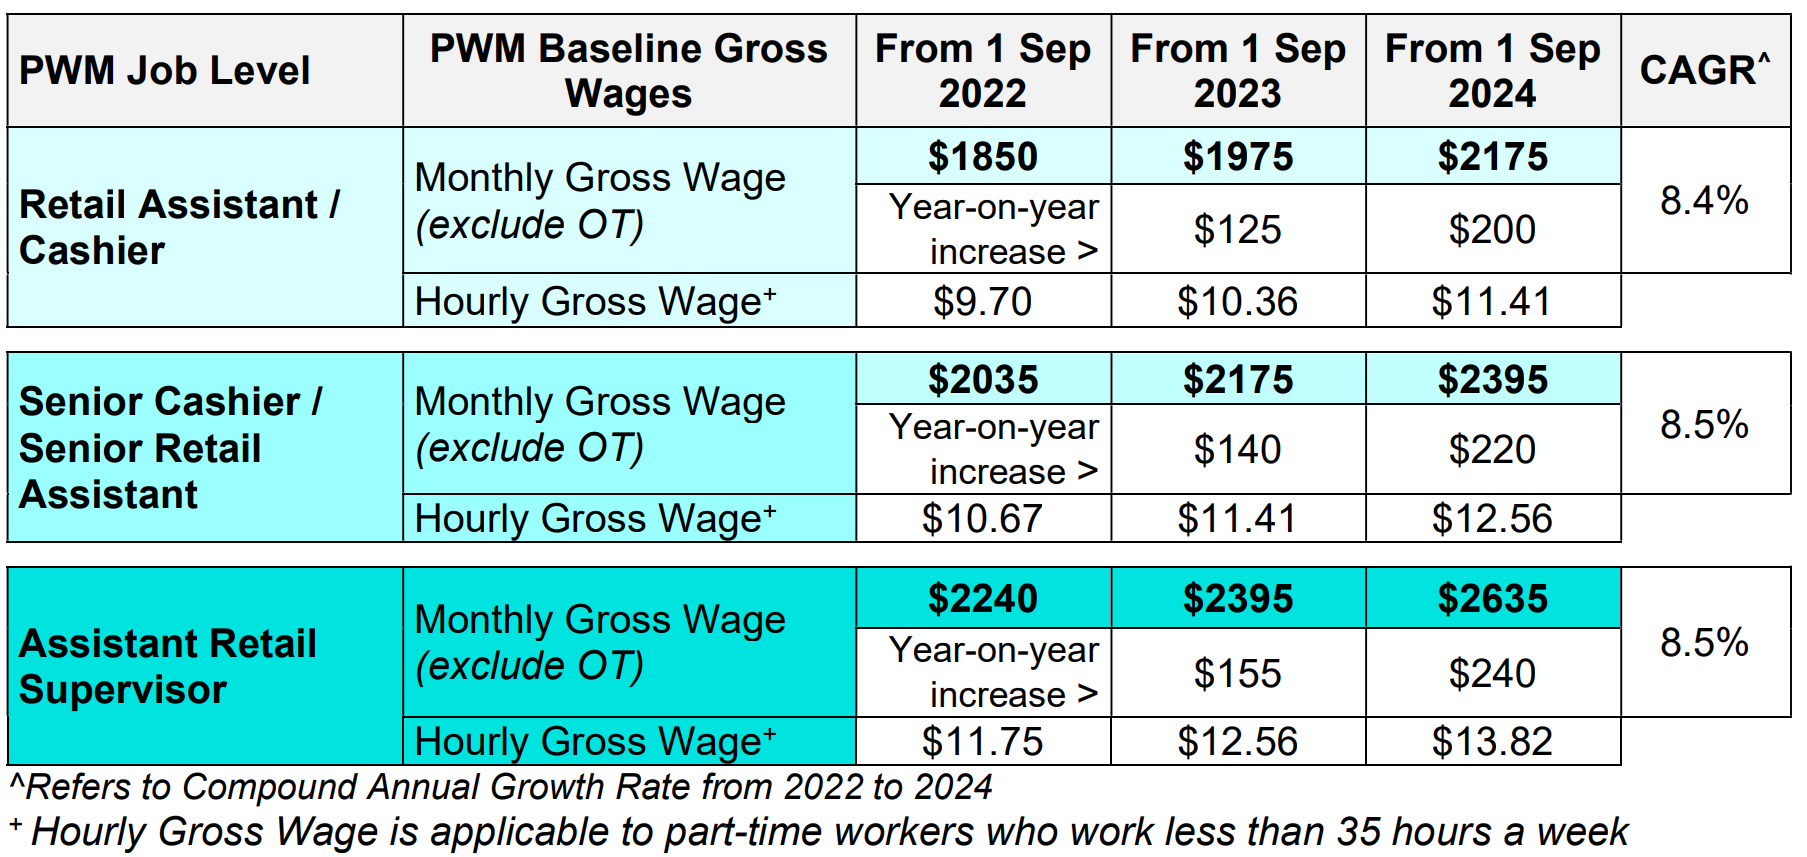 PWM Job Level
PWM Baseline Gross
Wages
From 1 Sep
2022
From 1 Sep
2023
From 1 Sep
2024
CAGR^
Retail Assistant /
Cashier
Monthly Gross Wage
(exclude OT)
$1850
$1975
$2175
8.4%
Year-on-year
increase >
$125
$200
Hourly Gross Wage+
$9.70
$10.36
$11.41
Senior Cashier /
Senior Retail
Assistant
Monthly Gross Wage
(exclude OT)
$2035
$2175
$2395
8.5%
Year-on-year
increase >
$140
$220
Hourly Gross Wage+
$10.67
$11.41
$12.56
Assistant Retail
Supervisor
Monthly Gross Wage
(exclude OT)
$2240
$2395
$2635
8.5%
Year-on-year
increase >
$155
$240
Hourly Gross Wage+
$11.75
$12.56
$13.82
^Refers to Compound Annual Growth Rate from 2022 to 2024
+ Hourly Gross Wage is applicable to part-time workers who work less than 35 hours a week